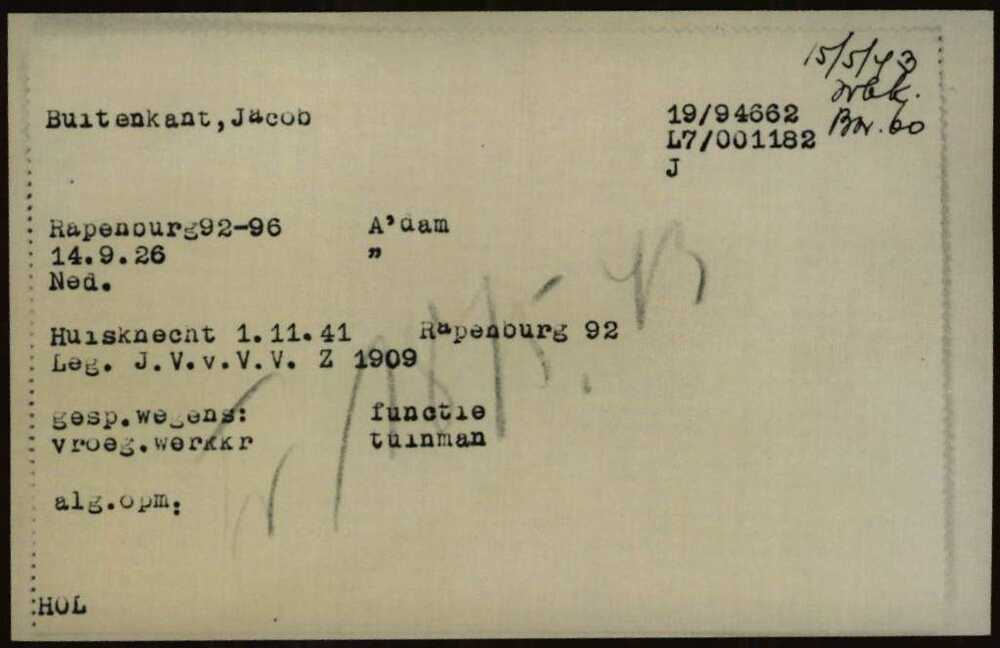 15/5/43
Wbk.
Bar. 60
Buitenkant,Jacob
19/94662
L7/001182
J
Rapenburg92-96 A'dam
14.9.26 "
Ned.
Huisknecht 1.11.41 Rapenburg 92
Leg. J.V.v.V.V. Z 1909
gesp.wegens: functie
vroeg.werkkr tuinman
alg.opm:
HOL